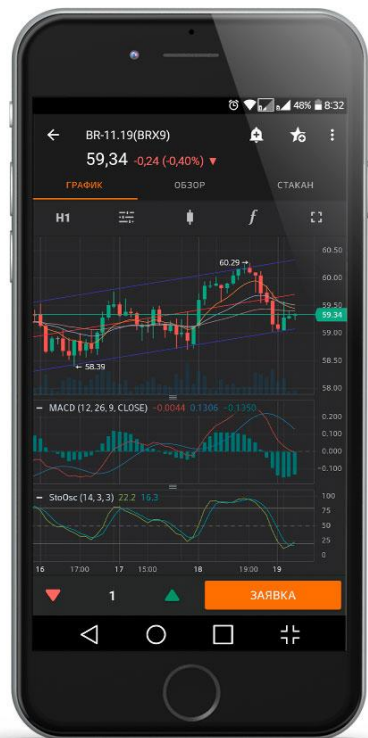 48% 8:32
BR-11.19(BRX9)
59,34 -0,24 (-0,40%) ▼
ГРАФИК ОБЗОР СТАКАН
H1 f
60.50
60.29 →
60.00
59.50
59.34
59.00
58.50
← 58.39
58.00
MACD (12, 26, 9, CLOSE) -0.0044 0.1306 -0.1350
0.200
0.100
0.000
-0.100
StoOsc (14, 3, 3) 22.2 16.3
100
75
50
25
0
16 17:00 17 15:00 18 19:00 19
1 ЗАЯВКА